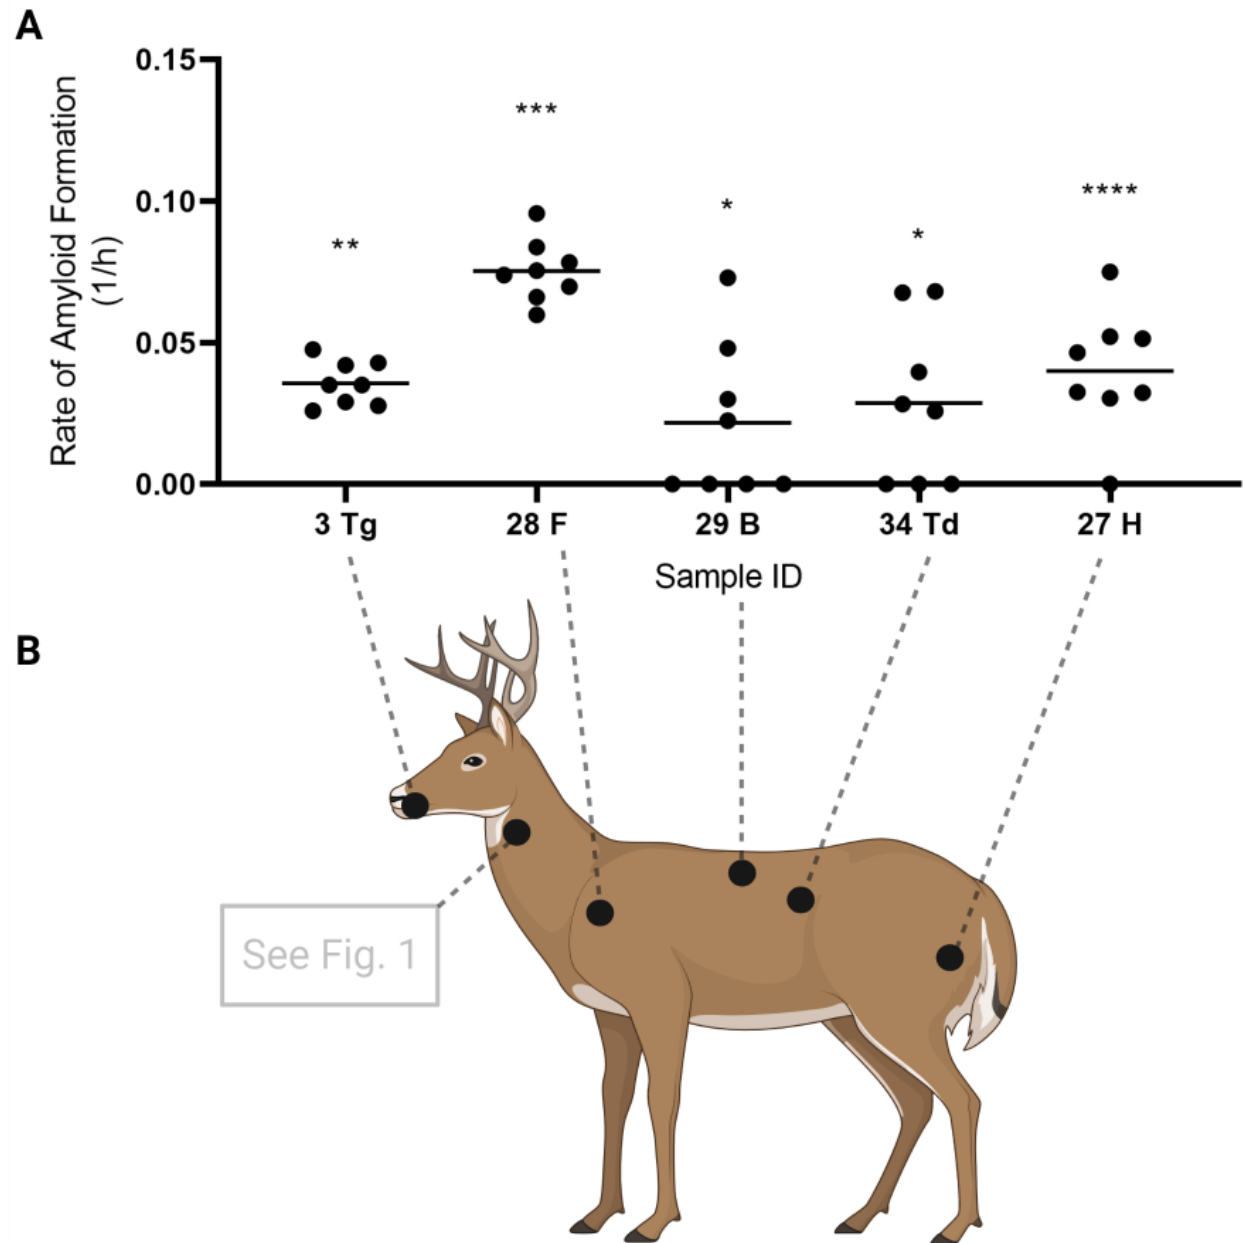 A
Rate of Amyloid Formation
(1/h)
0.15
0.10
0.05
0.00
**
***
*
*
****
3 Tg
28 F
29 B
34 Td
27 H
Sample ID
B
See Fig. 1